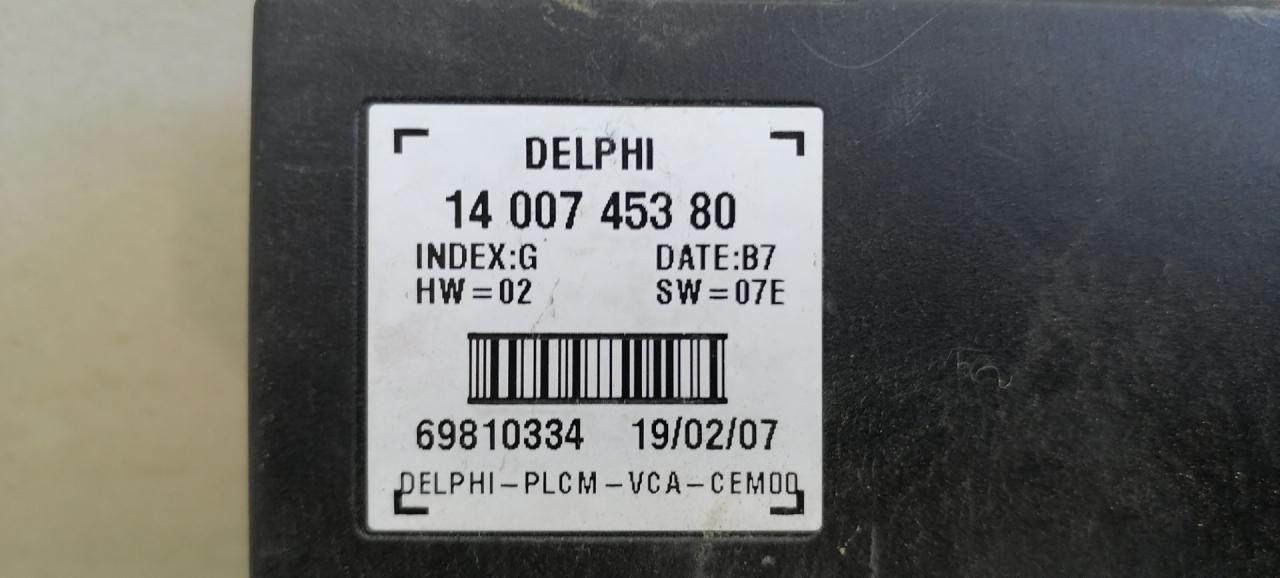 DELPHI
14 007 453 80
INDEX:G DATE:B7
HW=02 SW=07E
69810334 19/02/07
DELPHI-PLCM-VCA-CEM00